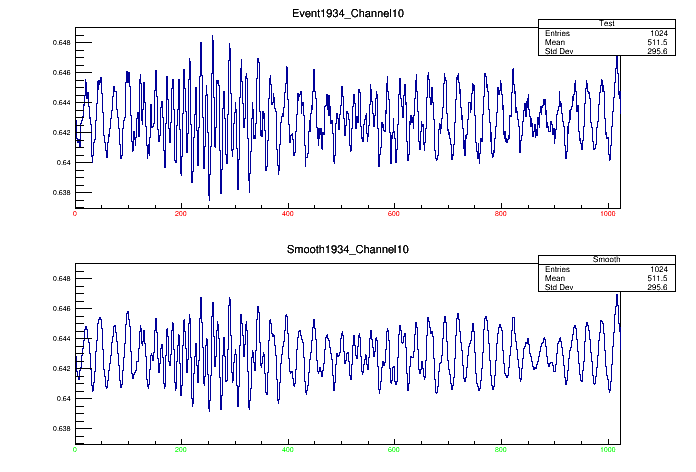 Event1934_Channel10
Test
Entries 1024
Mean 511.5
Std Dev 295.6
0.648
0.646
0.644
0.642
0.64
0.638
0 200 400 600 800 1000
Smooth1934_Channel10
Smooth
Entries 1024
Mean 511.5
Std Dev 295.6
0.648
0.646
0.644
0.642
0.64
0.638
0 200 400 600 800 1000